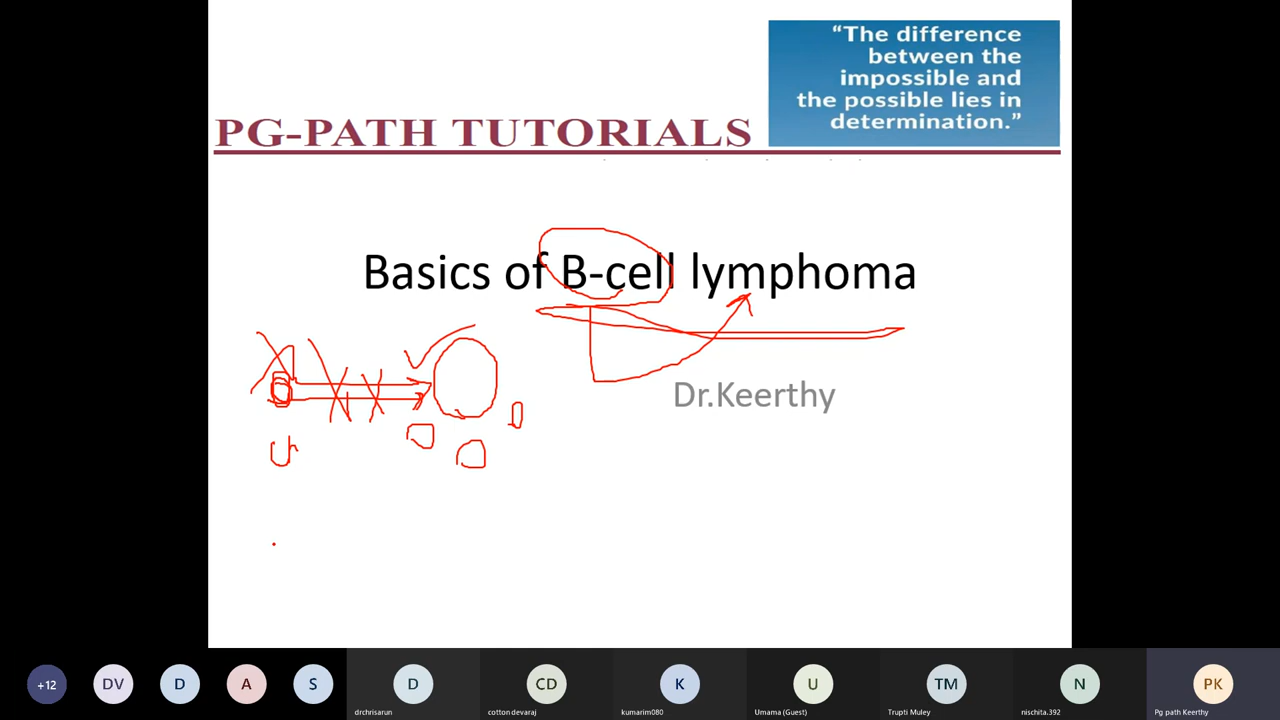 “The difference
between the
impossible and
the possible lies in
determination.”
PG-PATH TUTORIALS
Basics of B-cell lymphoma
Dr.Keerthy
+12
DV
D
A
S
D
CD
K
U
TM
N
PK
drchrisarun
cotton devaraj
kumarim080
Umama (Guest)
Trupti Muley
nischita.392
Pg path Keerthy